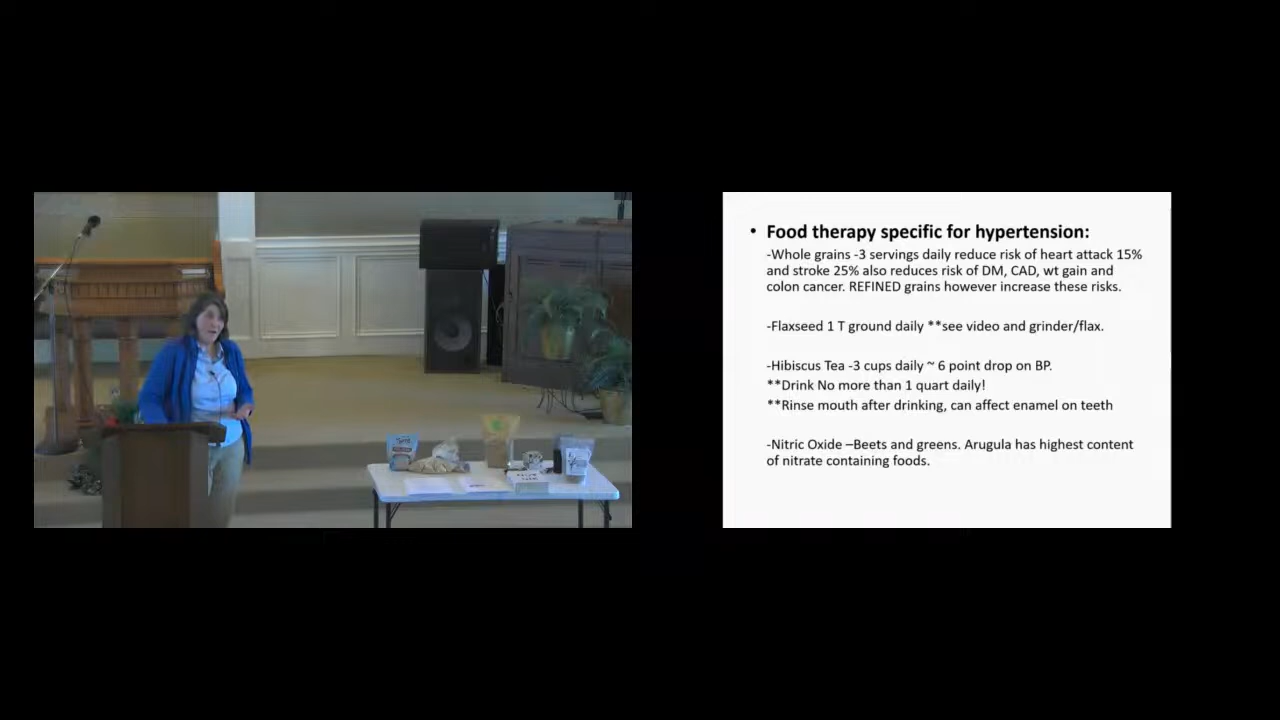 • Food therapy specific for hypertension:
-Whole grains -3 servings daily reduce risk of heart attack 15%
and stroke 25% also reduces risk of DM, CAD, wt gain and
colon cancer. REFINED grains however increase these risks.
-Flaxseed 1 T ground daily **see video and grinder/flax.
-Hibiscus Tea -3 cups daily ~ 6 point drop on BP.
**Drink No more than 1 quart daily!
**Rinse mouth after drinking, can affect enamel on teeth
-Nitric Oxide –Beets and greens. Arugula has highest content
of nitrate containing foods.